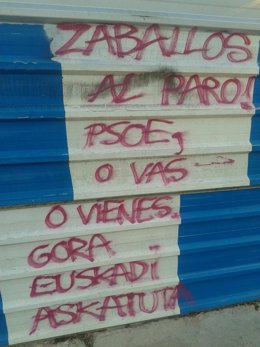 ZABALLOS
AL PARO!
PSOE,
O VAS →
O VIENES.
GORA
EUSKADI
ASKATUTA